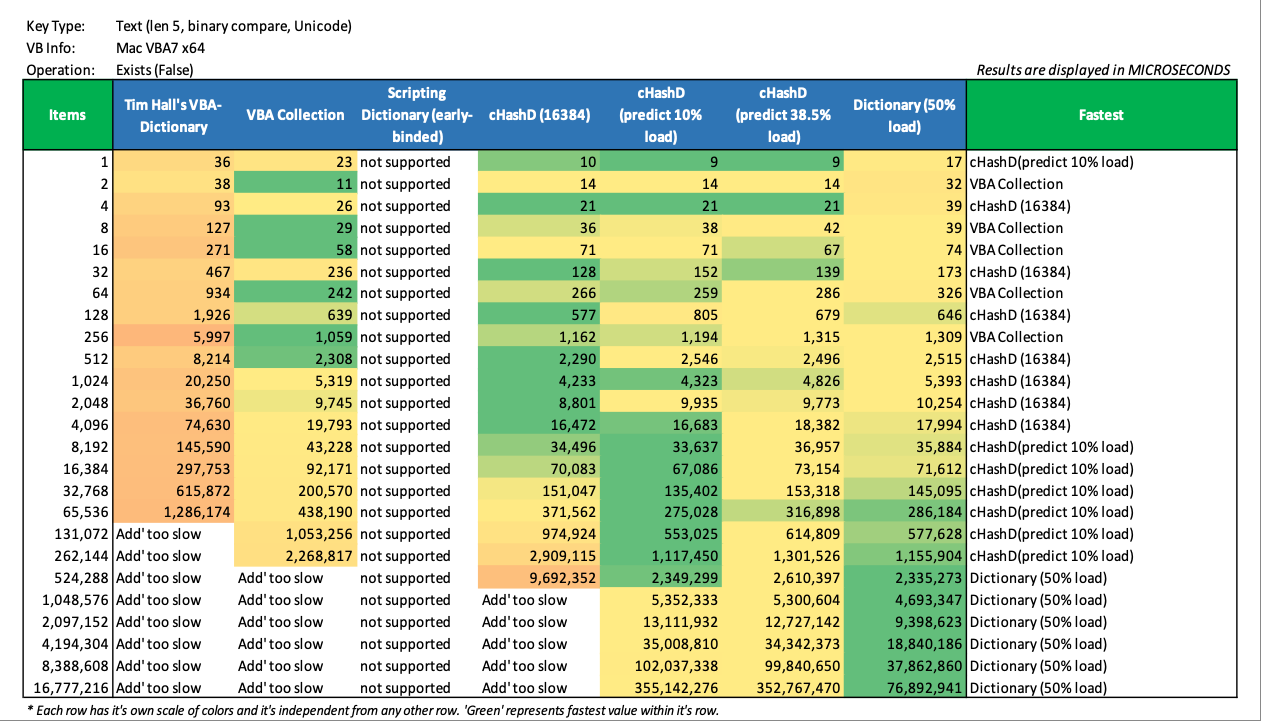 Key Type: Text (len 5, binary compare, Unicode)
VB Info: Mac VBA7 x64
Operation: Exists (False) Results are displayed in MICROSECONDS
Items Tim Hall's VBA-Dictionary VBA Collection Scripting Dictionary (early-binded) cHashD (16384) cHashD (predict 10% load) cHashD (predict 38.5% load) Dictionary (50% load) Fastest
1 36 23 not supported 10 9 9 17 cHashD(predict 10% load)
2 38 11 not supported 14 14 14 32 VBA Collection
4 93 26 not supported 21 21 21 39 cHashD (16384)
8 127 29 not supported 36 38 42 39 VBA Collection
16 271 58 not supported 71 71 67 74 VBA Collection
32 467 236 not supported 128 152 139 173 cHashD (16384)
64 934 242 not supported 266 259 286 326 VBA Collection
128 1,926 639 not supported 577 805 679 646 cHashD (16384)
256 5,997 1,059 not supported 1,162 1,194 1,315 1,309 VBA Collection
512 8,214 2,308 not supported 2,290 2,546 2,496 2,515 cHashD (16384)
1,024 20,250 5,319 not supported 4,233 4,323 4,826 5,393 cHashD (16384)
2,048 36,760 9,745 not supported 8,801 9,935 9,773 10,254 cHashD (16384)
4,096 74,630 19,793 not supported 16,472 16,683 18,382 17,994 cHashD (16384)
8,192 145,590 43,228 not supported 34,496 33,637 36,957 35,884 cHashD(predict 10% load)
16,384 297,753 92,171 not supported 70,083 67,086 73,154 71,612 cHashD(predict 10% load)
32,768 615,872 200,570 not supported 151,047 135,402 153,318 145,095 cHashD(predict 10% load)
65,536 1,286,174 438,190 not supported 371,562 275,028 316,898 286,184 cHashD(predict 10% load)
131,072 Add' too slow 1,053,256 not supported 974,924 553,025 614,809 577,628 cHashD(predict 10% load)
262,144 Add' too slow 2,268,817 not supported 2,909,115 1,117,450 1,301,526 1,155,904 cHashD(predict 10% load)
524,288 Add' too slow Add' too slow not supported 9,692,352 2,349,299 2,610,397 2,335,273 Dictionary (50% load)
1,048,576 Add' too slow Add' too slow not supported Add' too slow 5,352,333 5,300,604 4,693,347 Dictionary (50% load)
2,097,152 Add' too slow Add' too slow not supported Add' too slow 13,111,932 12,727,142 9,398,623 Dictionary (50% load)
4,194,304 Add' too slow Add' too slow not supported Add' too slow 35,008,810 34,342,373 18,840,186 Dictionary (50% load)
8,388,608 Add' too slow Add' too slow not supported Add' too slow 102,037,338 99,840,650 37,862,860 Dictionary (50% load)
16,777,216 Add' too slow Add' too slow not supported Add' too slow 355,142,276 352,767,470 76,892,941 Dictionary (50% load)
* Each row has it's own scale of colors and it's independent from any other row. 'Green' represents fastest value within it's row.